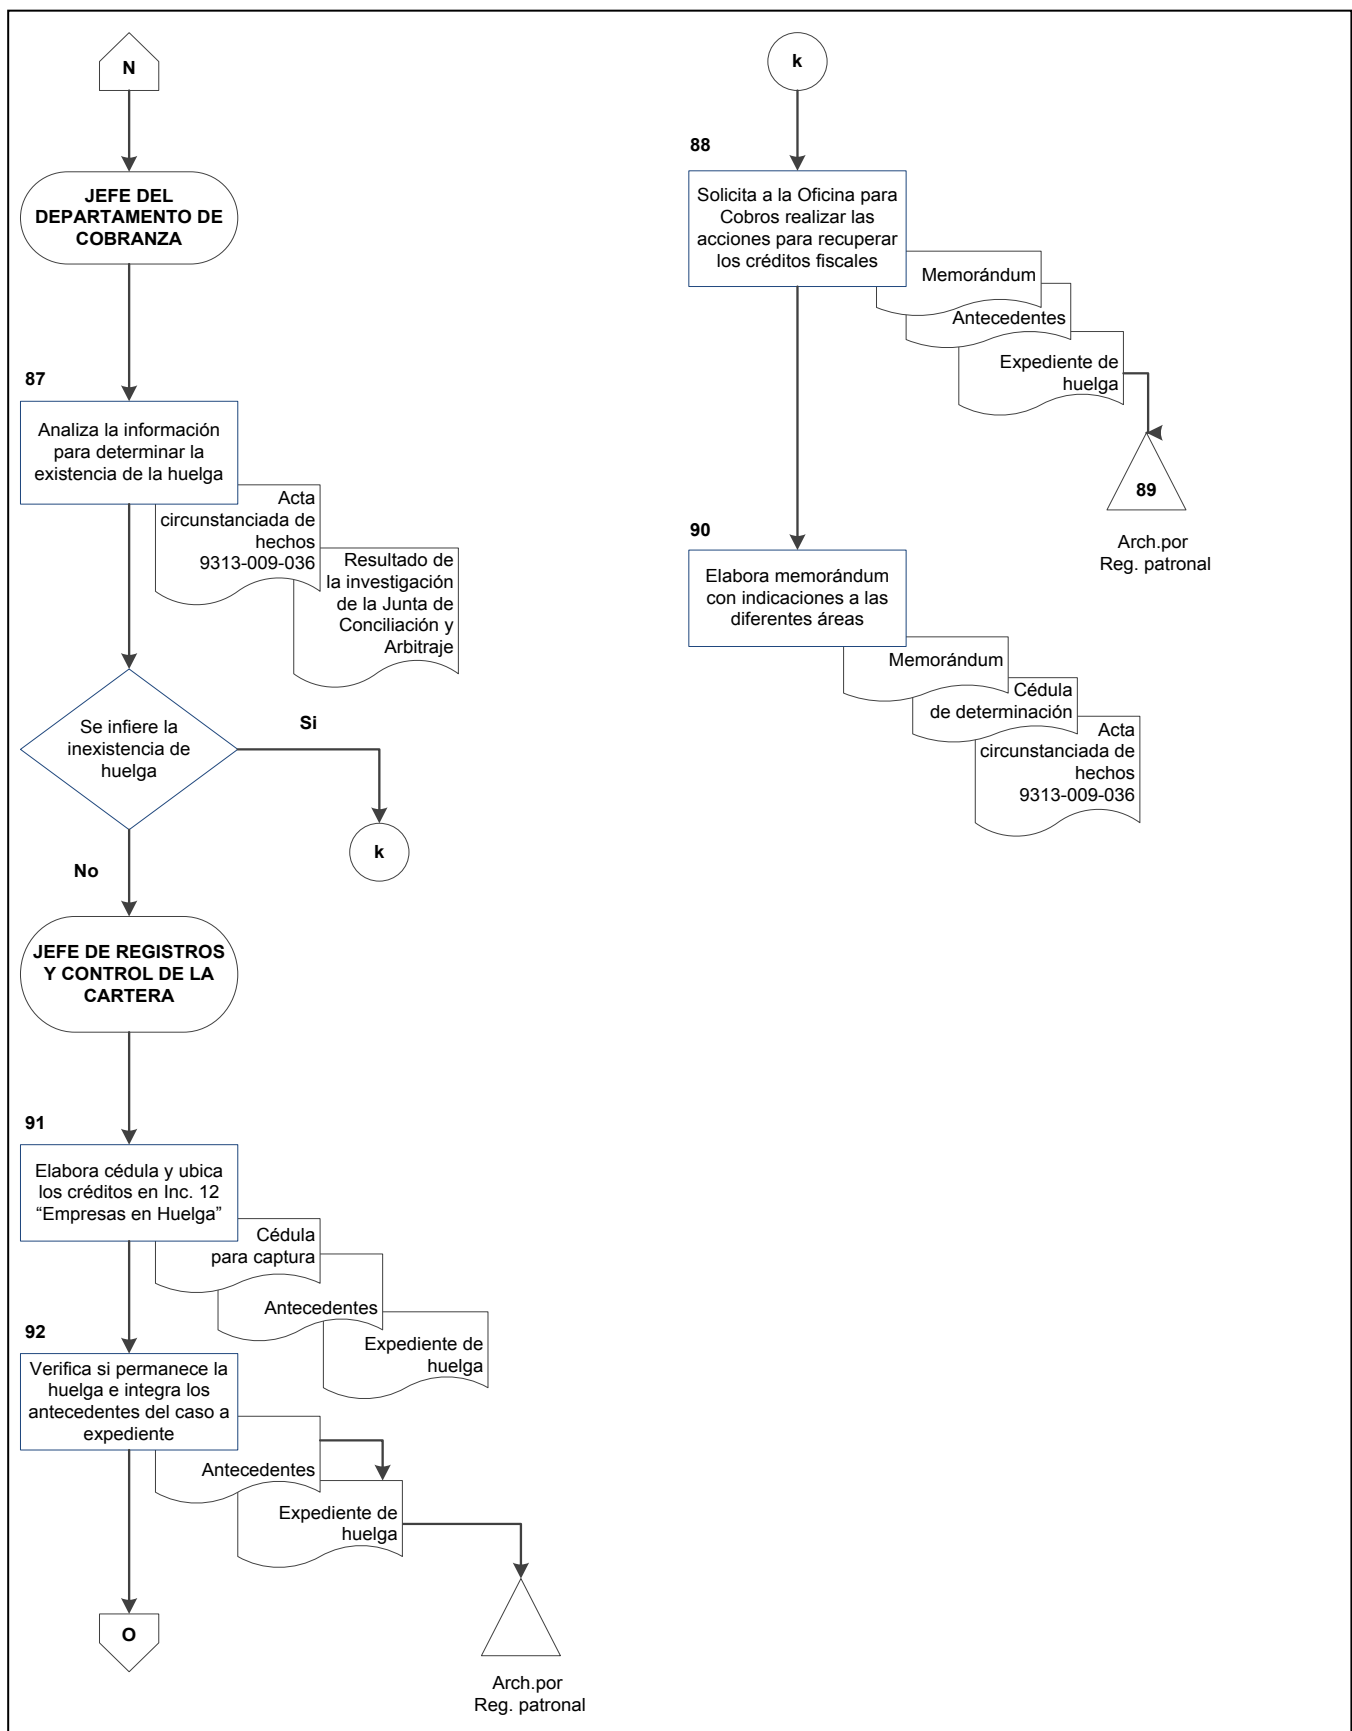 N
JEFE DEL
DEPARTAMENTO DE
COBRANZA
87
Analiza la información
para determinar la
existencia de la huelga
Acta
circunstanciada de
hechos
9313-009-036
Resultado de
la investigación
de la Junta de
Conciliación y
Arbitraje
Se infiere la
inexistencia de
huelga
Si
k
No
JEFE DE REGISTROS
Y CONTROL DE LA
CARTERA
91
Elabora cédula y ubica
los créditos en Inc. 12
“Empresas en Huelga”
Cédula
para captura
Antecedentes
Expediente de
huelga
92
Verifica si permanece la
huelga e integra los
antecedentes del caso a
expediente
Antecedentes
Expediente de
huelga
Arch.por
Reg. patronal
O
k
88
Solicita a la Oficina para
Cobros realizar las
acciones para recuperar
los créditos fiscales
Memorándum
Antecedentes
Expediente de
huelga
89
Arch.por
Reg. patronal
90
Elabora memorándum
con indicaciones a las
diferentes áreas
Memorándum
Cédula
de determinación
Acta
circunstanciada de
hechos
9313-009-036